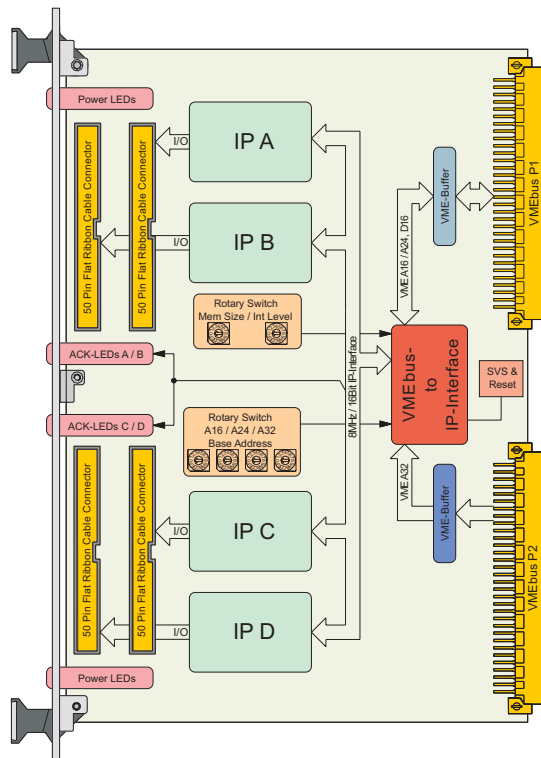 Power LEDs
50 Pin Flat Ribbon Cable Connector
50 Pin Flat Ribbon Cable Connector
I/O
IP A
I/O
IP B
VME-Buffer
VMEbus P1
VME A16 / A24, D16
Rotary Switch
Mem Size / Int Level
ACK-LEDs A / B
8MHz / 16Bit IP-Interface
VMEbus-
to
IP-Interface
SVS &
Reset
ACK-LEDs C / D
Rotary Switch
A16 / A24 / A32
Base Address
VME A32
VME-Buffer
VMEbus P2
50 Pin Flat Ribbon Cable Connector
50 Pin Flat Ribbon Cable Connector
I/O
IP C
I/O
IP D
Power LEDs